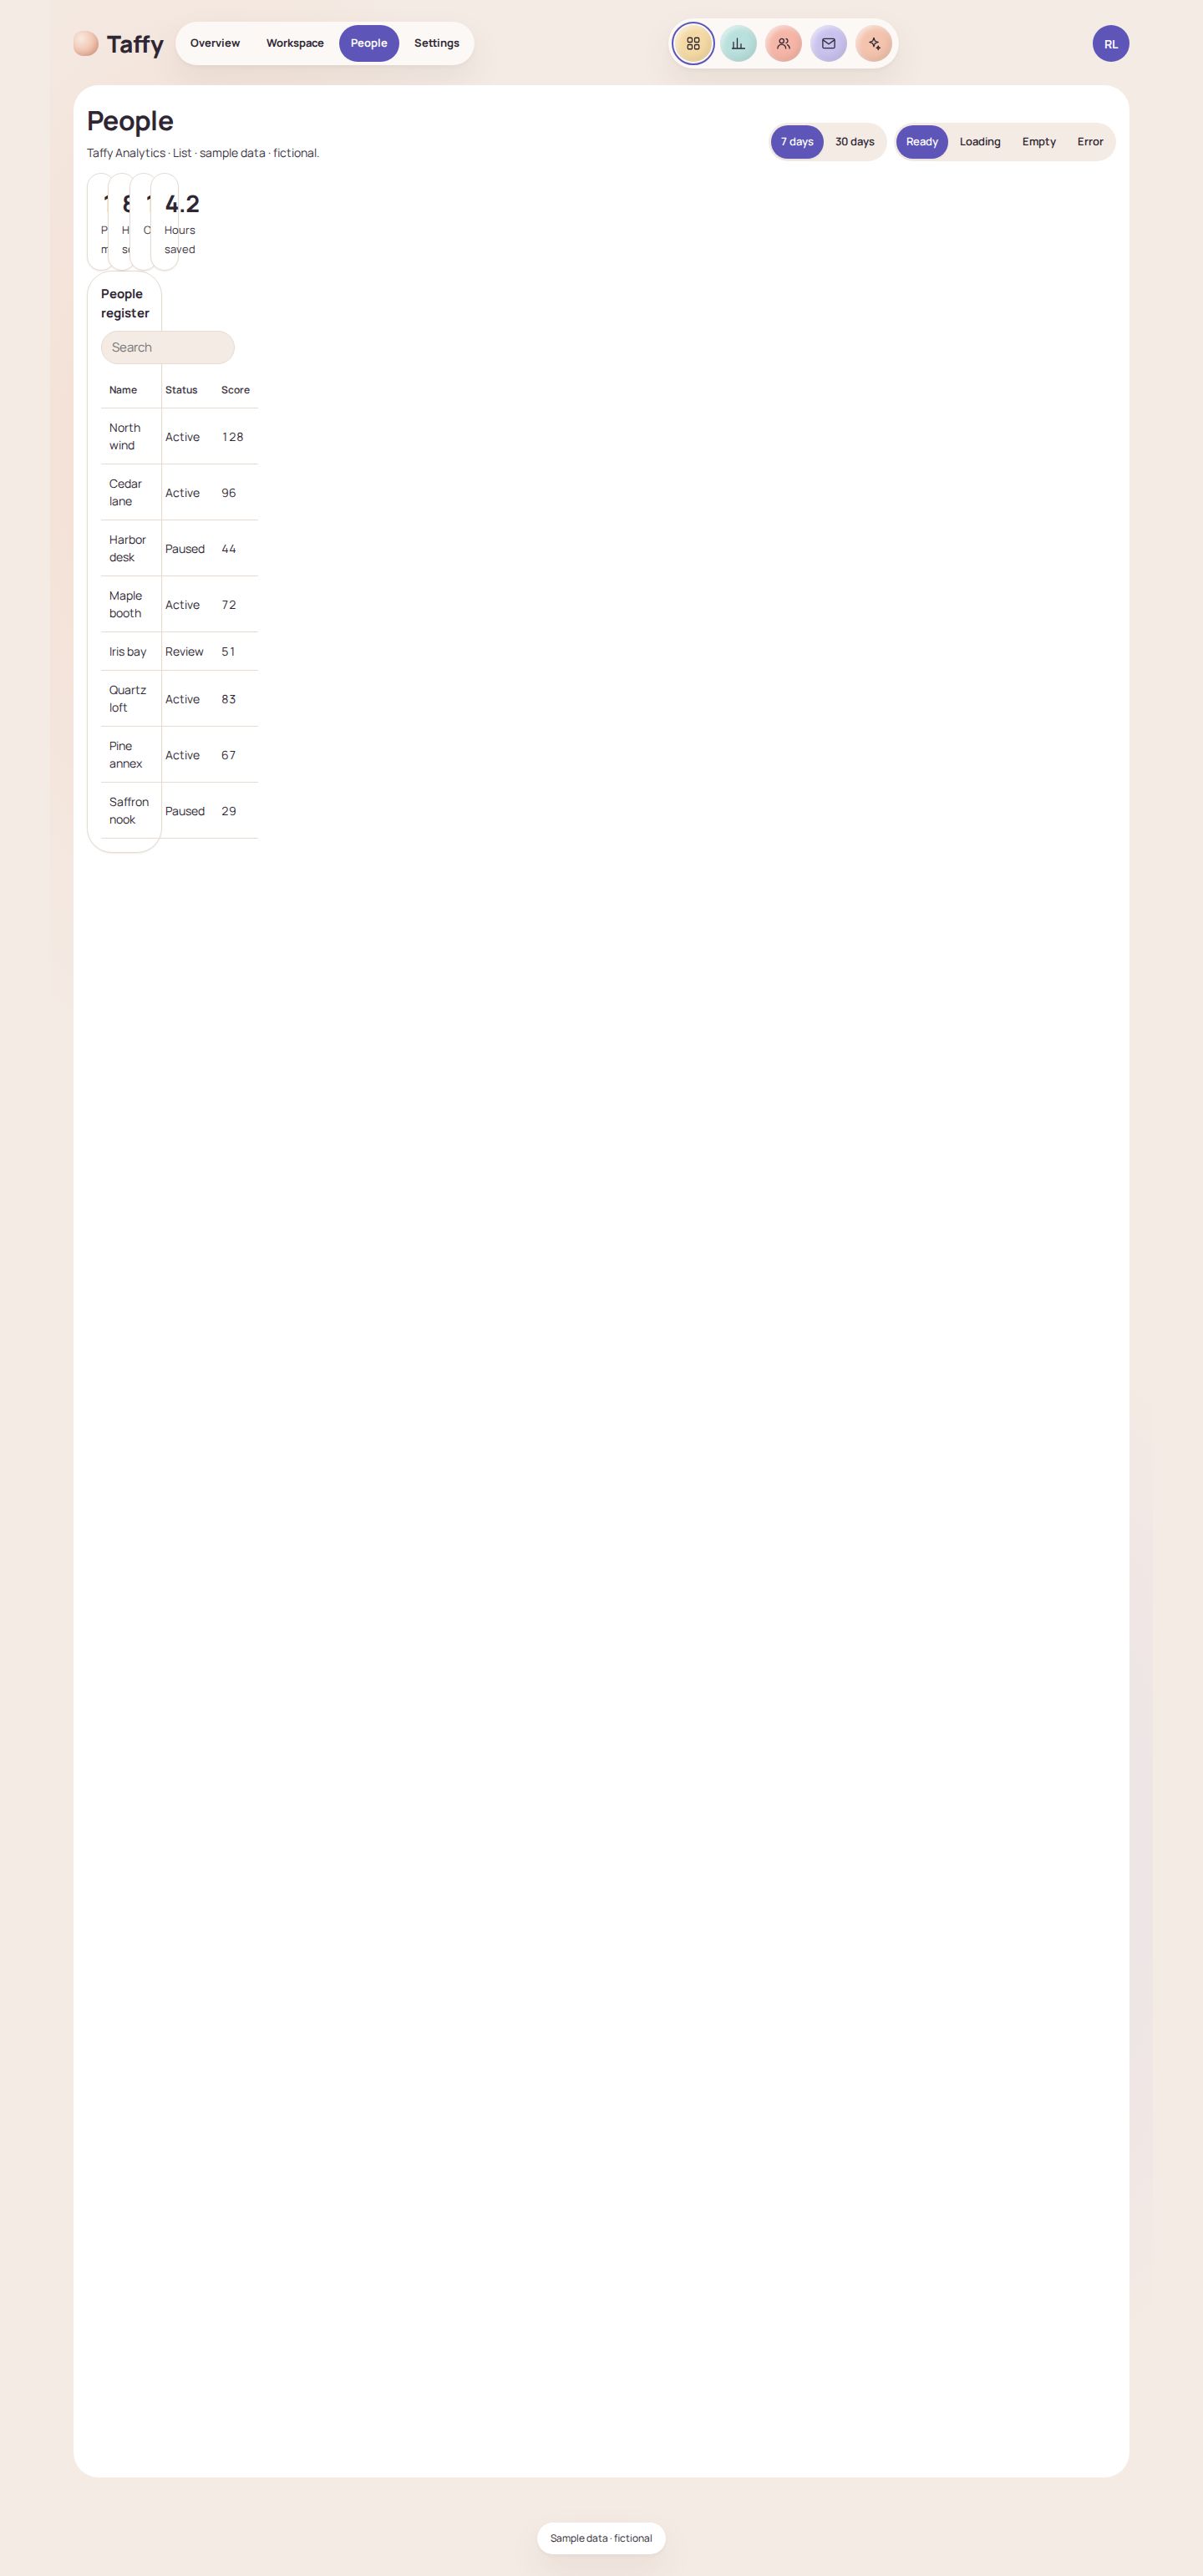 Taffy
Overview Workspace People Settings
RL
People
Taffy Analytics · List · sample data · fictional.
7 days 30 days Ready Loading Empty Error
4.2
Hours
saved
People
register
Search
Name Status Score
North
wind
Active 128
Cedar
lane
Active 96
Harbor
desk
Paused 44
Maple
booth
Active 72
Iris bay Review 51
Quartz
loft
Active 83
Pine
annex
Active 67
Saffron
nook
Paused 29
Sample data · fictional